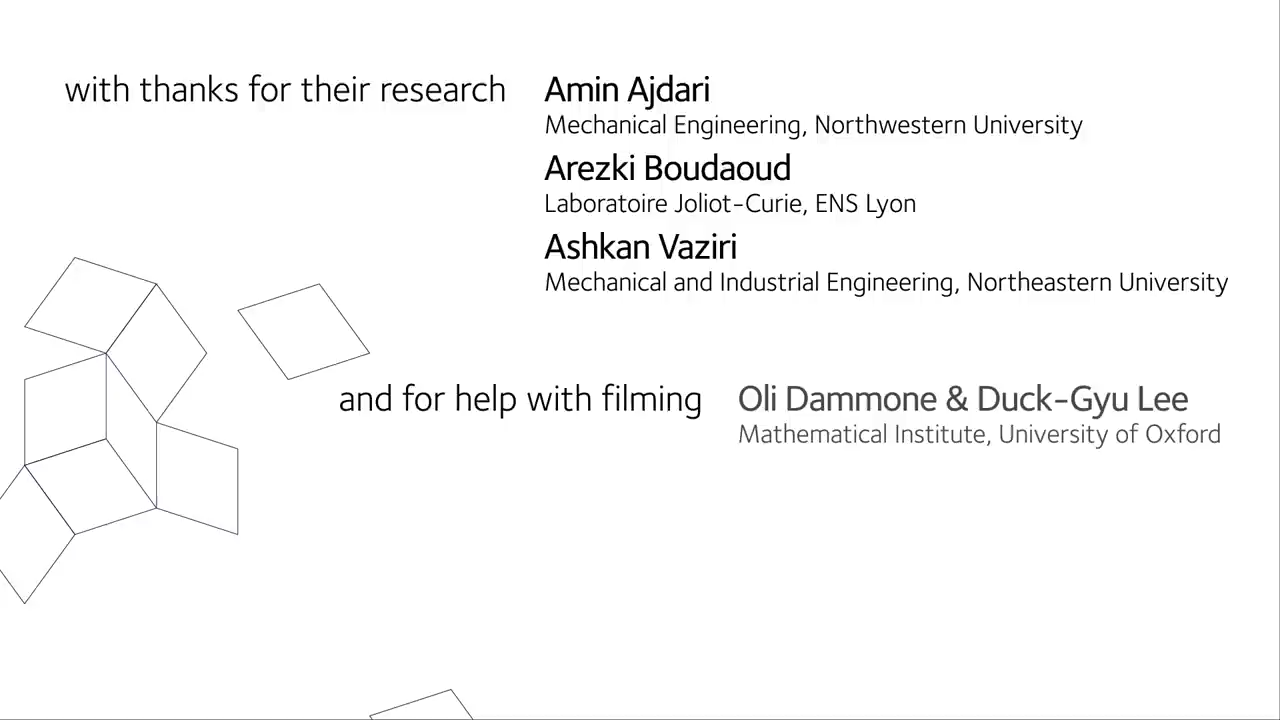 with thanks for their research Amin Ajdari
Mechanical Engineering, Northwestern University
Arezki Boudaoud
Laboratoire Joliot-Curie, ENS Lyon
Ashkan Vaziri
Mechanical and Industrial Engineering, Northeastern University
and for help with filming Oli Dammone & Duck-Gyu Lee
Mathematical Institute, University of Oxford